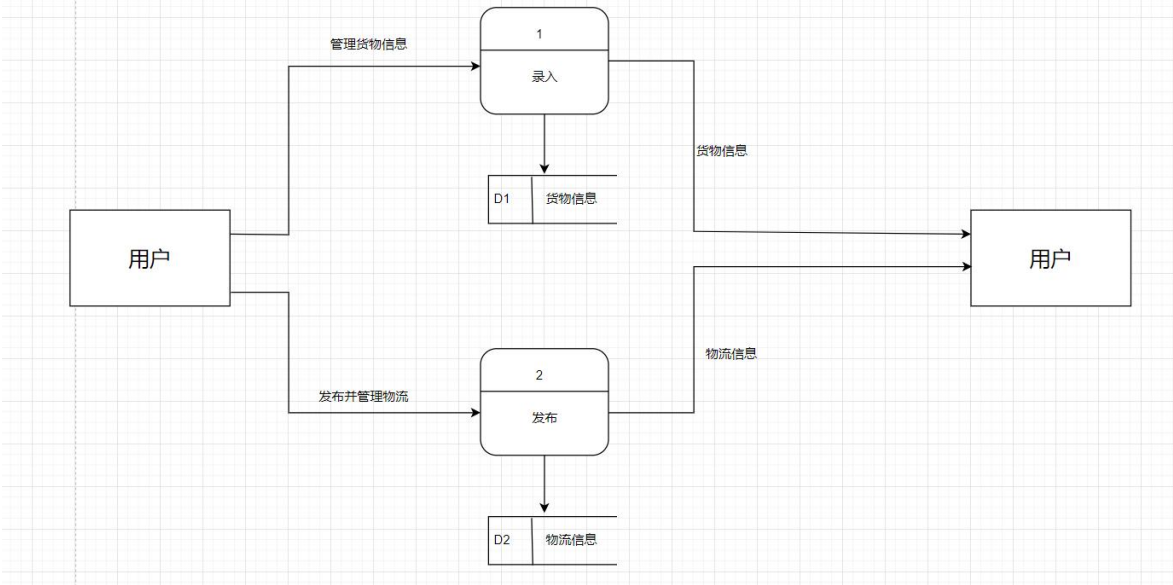 1
管理货物信息
录入
货物信息
D1
货物信息
用户
用户
物流信息
2
发布并管理物流
发布
D2
物流信息